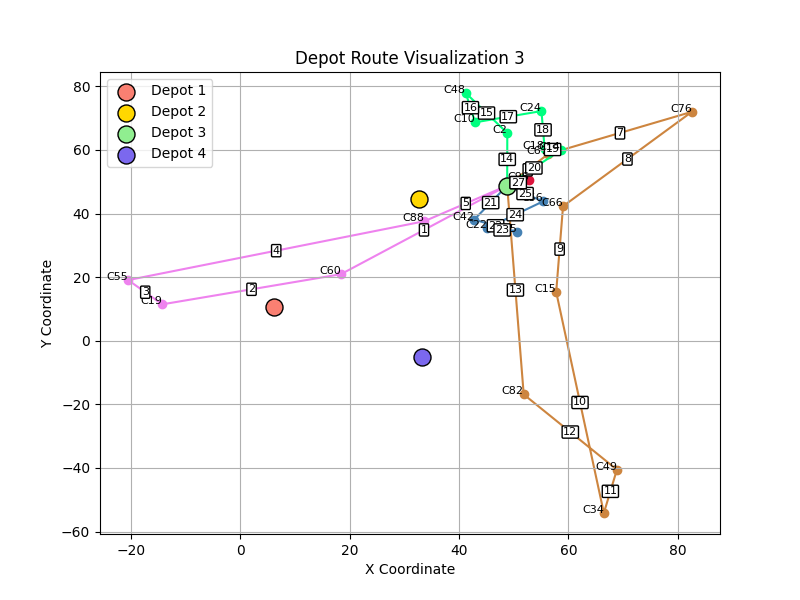 Depot Route Visualization 3
Depot 1
Depot 2
Depot 3
Depot 4
80
60
40
20
0
−20
−40
−60
Y Coordinate
−20
0
20
40
60
80
X Coordinate
C48
C10
C24
C2
C76
C66
C88
C42
C22
C60
C55
C19
C15
C82
C49
C34
1
2
3
4
5
7
8
9
10
11
12
13
14
15
16
17
18
19
20
21
23
24
25
27